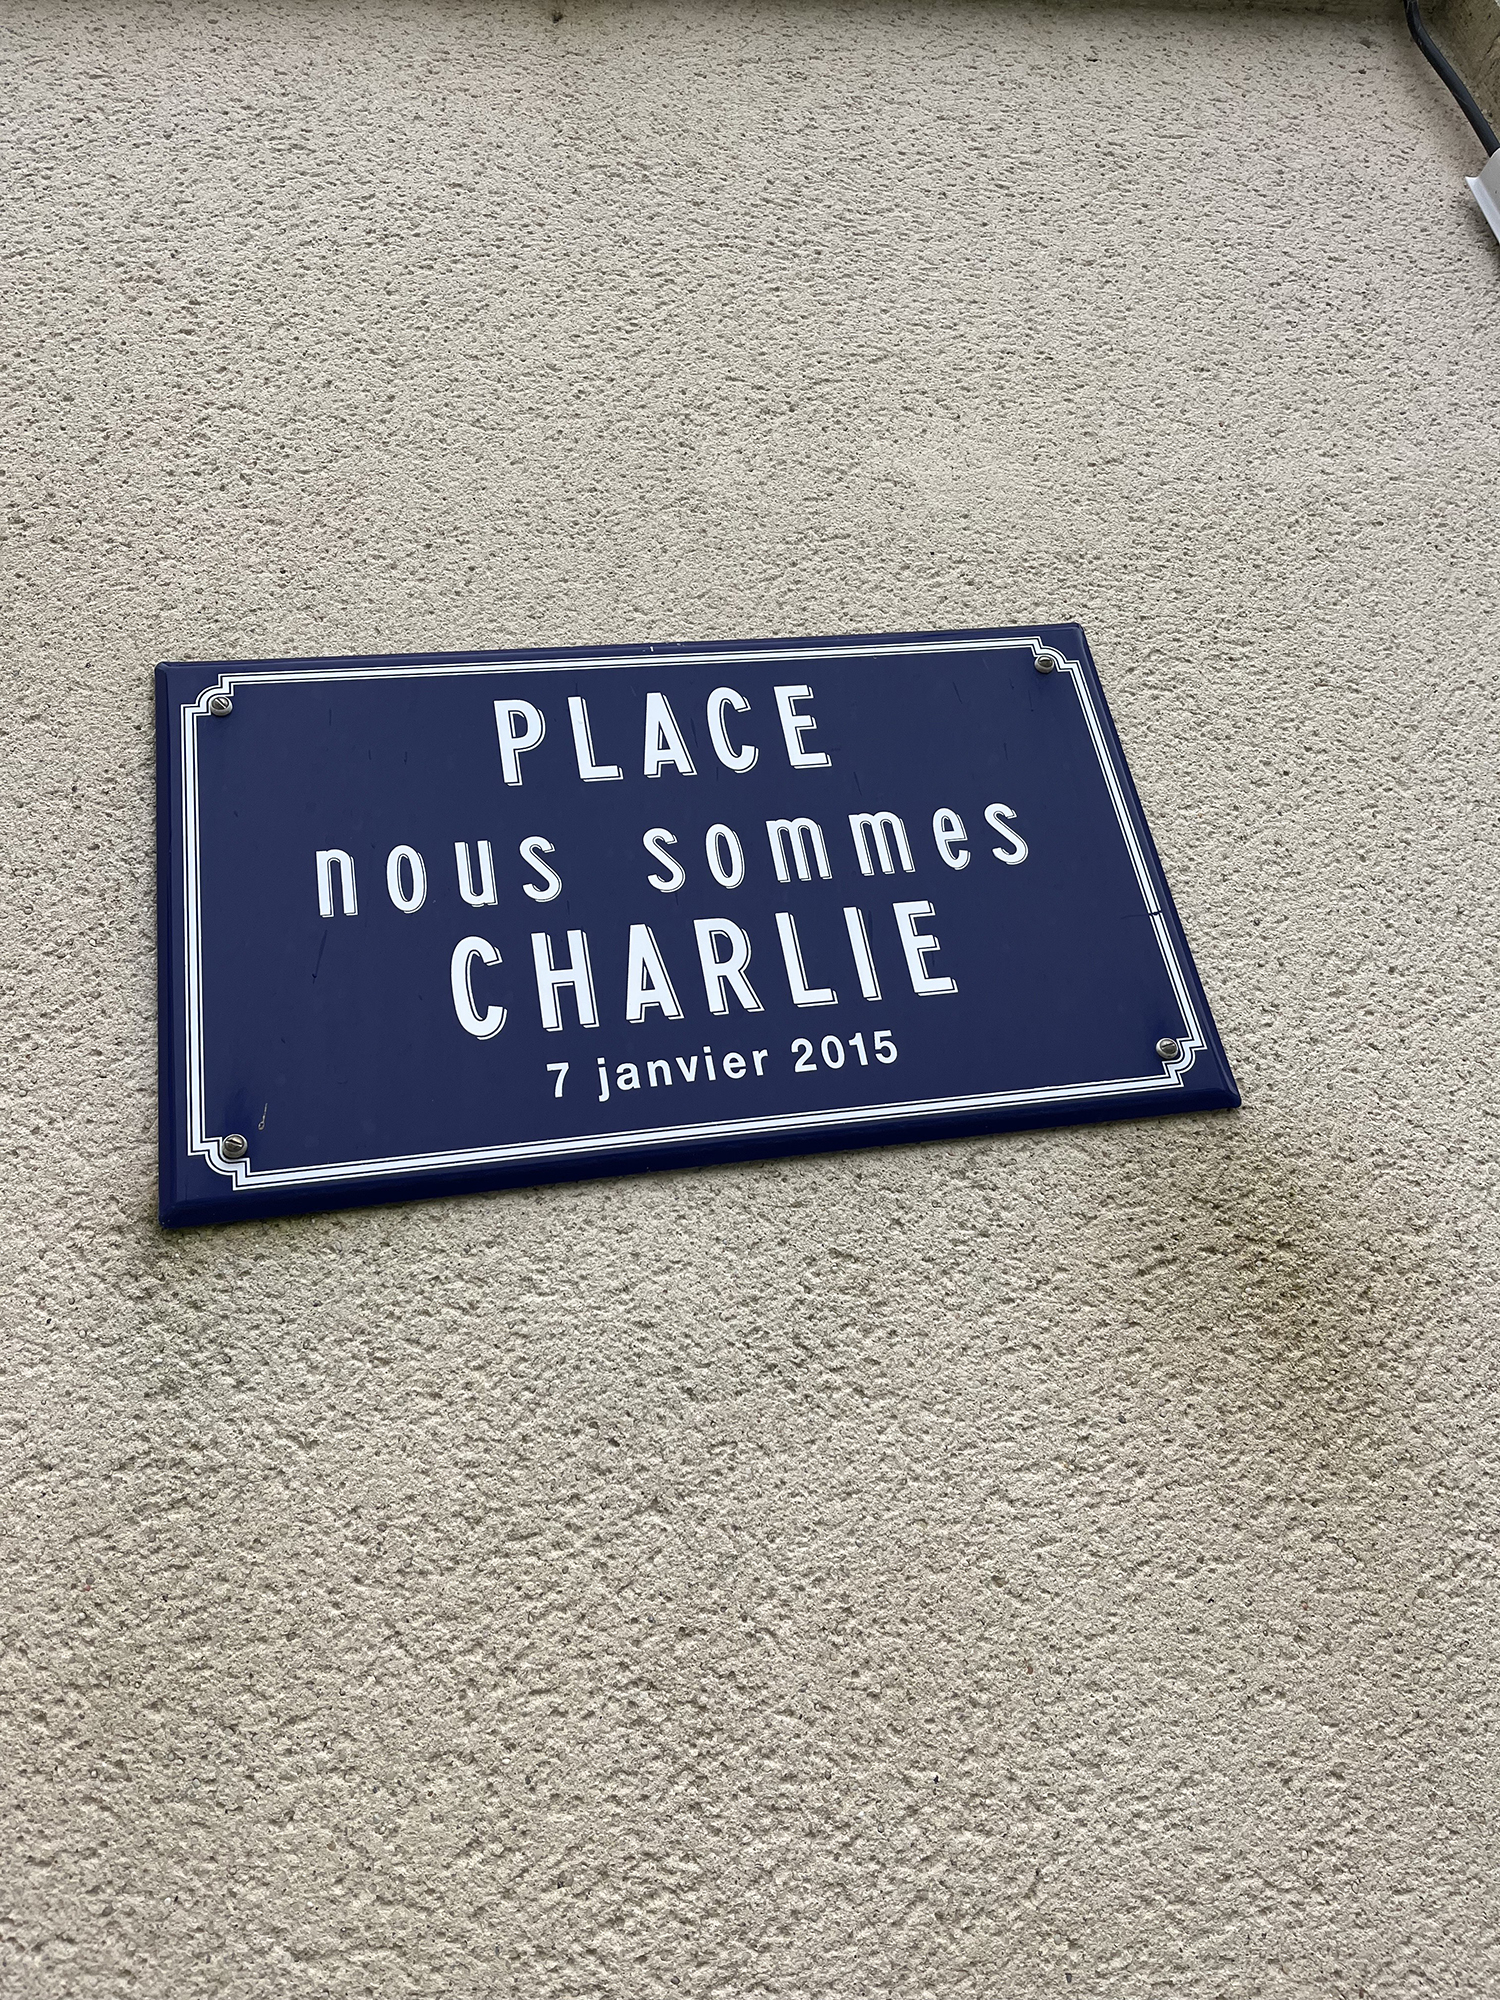 PLACE
nous sommes
CHARLIE
7 janvier 2015